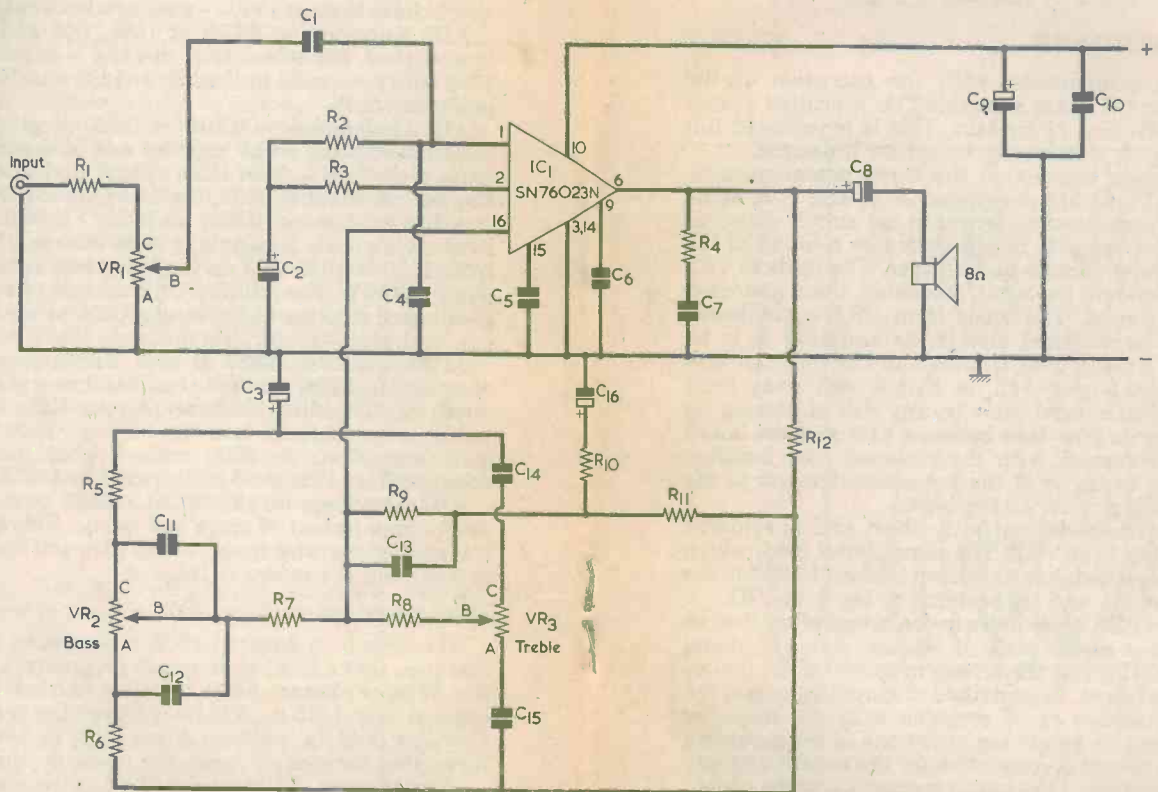 C1
+
R2
10
C9
+
C10
Input
R1
1
IC1
SN76023N
6
C8
+
R3
2
9
C
VR1
B
A
16
3,14
15
R4
8Ω
C2
+
C4
C5
C6
C7
−
C3
+
C16
+
R12
C14
R10
R5
R9
R11
C11
C13
C
VR2
B
R7
R8
B
C
VR3
Bass
A
A
Treble
C12
C15
R6